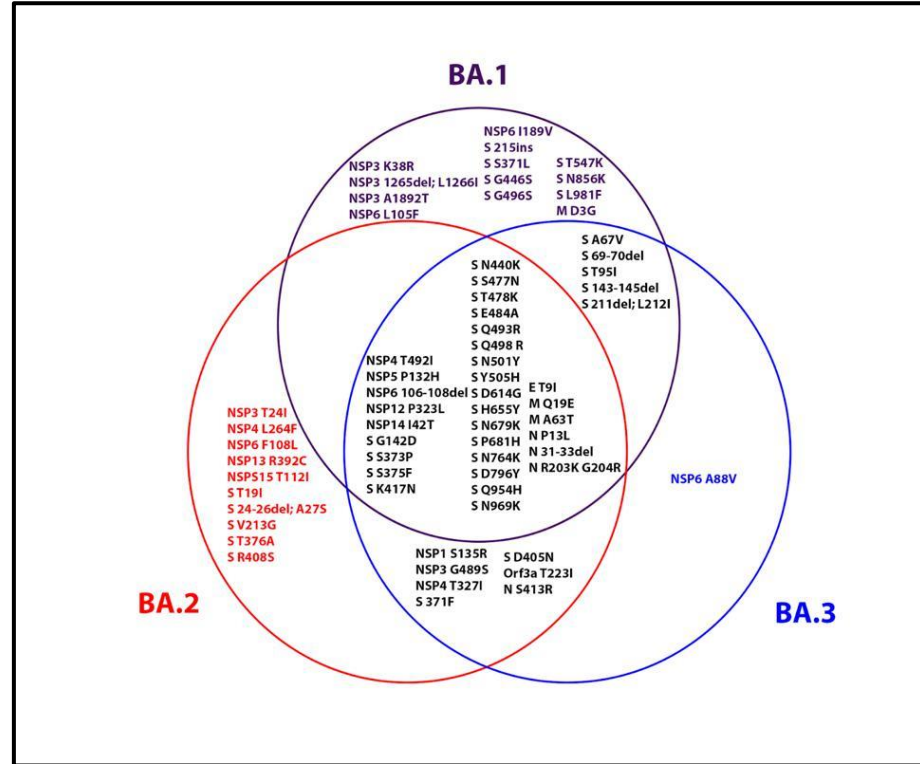 BA.1
NSP6 I189V
S 215ins
S S371L
S G446S
S G496S
S T547K
S N856K
S L981F
M D3G
NSP3 K38R
NSP3 1265del; L1266I
NSP3 A1892T
NSP6 L105F
S A67V
S 69-70del
S T95I
S 143-145del
S 211del; L212I
S N440K
S S477N
S T478K
S E484A
S Q493R
S Q498 R
S N501Y
S Y505H
S D614G
S H655Y
S N679K
S P681H
S N764K
S D796Y
S Q954H
S N969K
NSP4 T492I
NSP5 P132H
NSP6 106-108del
NSP12 P323L
NSP14 I42T
S G142D
S S373P
S S375F
S K417N
E T9I
M Q19E
M A63T
N P13L
N 31-33del
N R203K G204R
NSP3 T24I
NSP4 L264F
NSP6 F108L
NSP13 R392C
NSPS15 T112I
S T19I
S 24-26del; A27S
S V213G
S T376A
S R408S
NSP6 A88V
NSP1 S135R
NSP3 G489S
NSP4 T327I
S 371F
S D405N
Orf3a T223I
N S413R
BA.2
BA.3